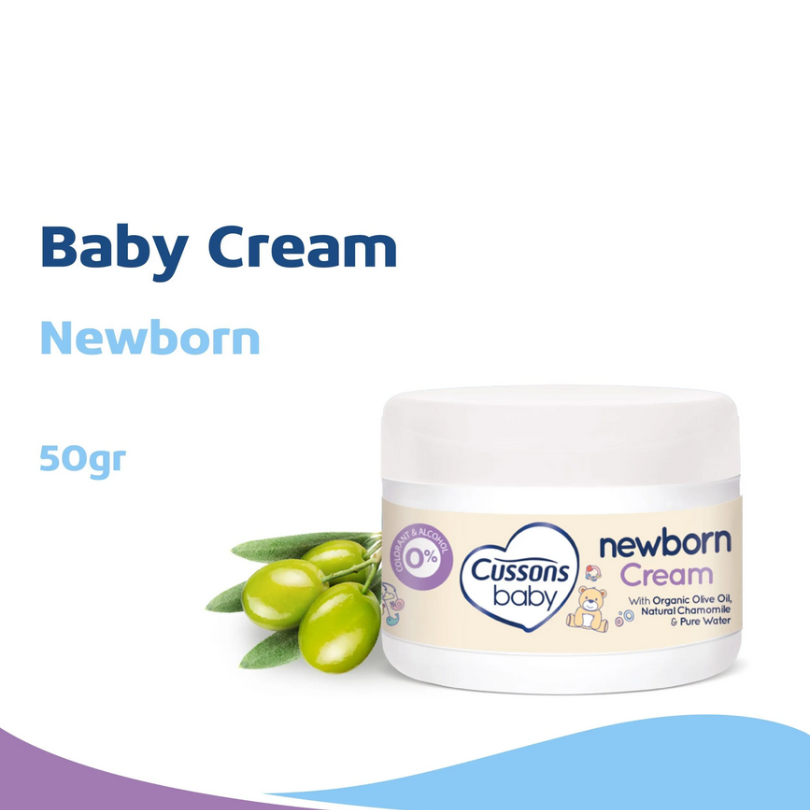 Baby Cream
Newborn
50gr
COLORANT & ALCOHOL
0%
Cussons
baby
newborn
Cream
With Organic Olive Oil,
Natural Chamomile
& Pure Water